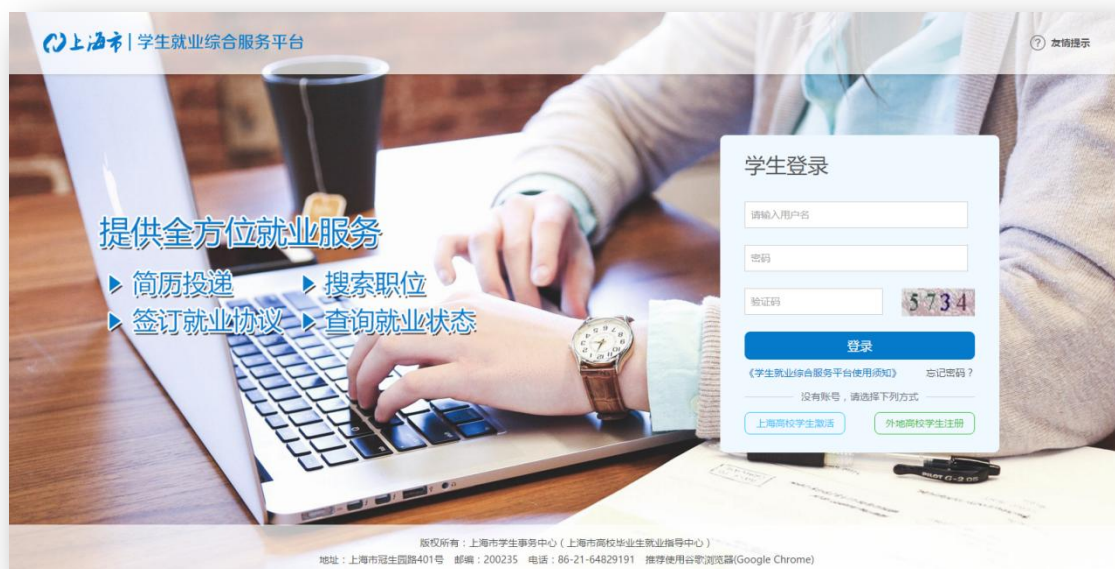 上海市 | 学生就业综合服务平台
? 友情提示
学生登录
请输入用户名
提供全方位就业服务
密码
▶ 简历投递 ▶ 搜索职位
▶ 签订就业协议 ▶ 查询就业状态
验证码 5734
登录
《学生就业综合服务平台使用须知》 忘记密码？
没有账号，请选择下列方式
上海高校学生激活 外地高校学生注册
PILOT G-2 05
版权所有：上海市学生事务中心（上海市高校毕业生就业指导中心）
地址：上海市冠生园路401号 邮编：200235 电话：86-21-64829191 推荐使用谷歌浏览器(Google Chrome)